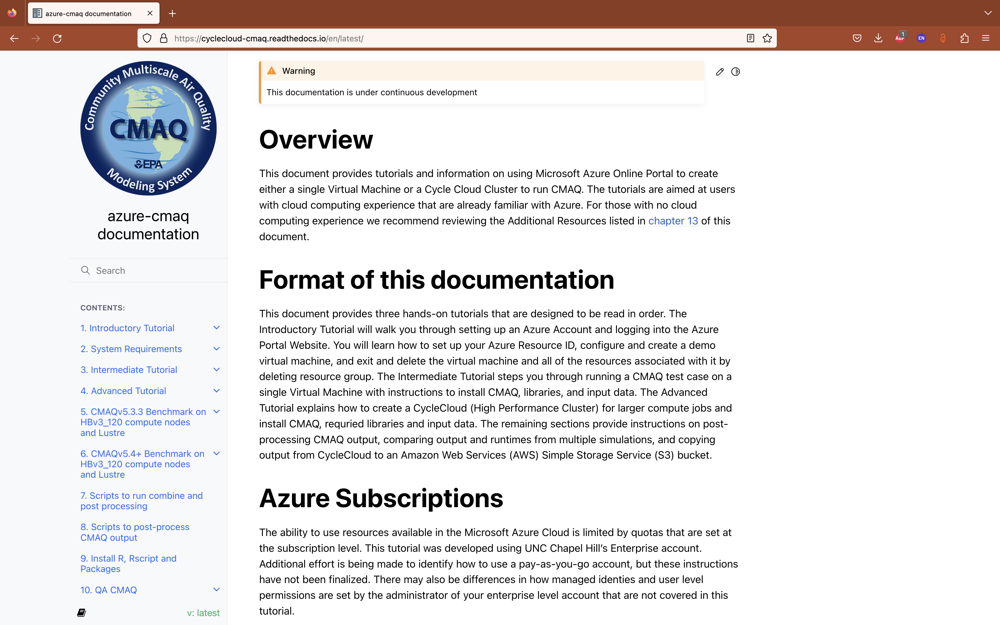 azure-cmaq documentation
https://cyclecloud-cmaq.readthedocs.io/en/latest/
1
ABP
EN
Community Multiscale Air Quality
CMAQ
EPA
Modeling System
azure-cmaq
documentation
Search
CONTENTS:
1. Introductory Tutorial
2. System Requirements
3. Intermediate Tutorial
4. Advanced Tutorial
5. CMAQv5.3.3 Benchmark on
HBv3_120 compute nodes
and Lustre
6. CMAQv5.4+ Benchmark on
HBv3_120 compute nodes
and Lustre
7. Scripts to run combine and
post processing
8. Scripts to post-process
CMAQ output
9. Install R, Rscript and
Packages
10. QA CMAQ
v: latest
Warning
This documentation is under continuous development
Overview
This document provides tutorials and information on using Microsoft Azure Online Portal to create
either a single Virtual Machine or a Cycle Cloud Cluster to run CMAQ. The tutorials are aimed at users
with cloud computing experience that are already familiar with Azure. For those with no cloud
computing experience we recommend reviewing the Additional Resources listed in chapter 13 of this
document.
Format of this documentation
This document provides three hands-on tutorials that are designed to be read in order. The
Introductory Tutorial will walk you through setting up an Azure Account and logging into the Azure
Portal Website. You will learn how to set up your Azure Resource ID, configure and create a demo
virtual machine, and exit and delete the virtual machine and all of the resources associated with it by
deleting resource group. The Intermediate Tutorial steps you through running a CMAQ test case on a
single Virtual Machine with instructions to install CMAQ, libraries, and input data. The Advanced
Tutorial explains how to create a CycleCloud (High Performance Cluster) for larger compute jobs and
install CMAQ, requried libraries and input data. The remaining sections provide instructions on post-
processing CMAQ output, comparing output and runtimes from multiple simulations, and copying
output from CycleCloud to an Amazon Web Services (AWS) Simple Storage Service (S3) bucket.
Azure Subscriptions
The ability to use resources available in the Microsoft Azure Cloud is limited by quotas that are set at
the subscription level. This tutorial was developed using UNC Chapel Hill’s Enterprise account.
Additional effort is being made to identify how to use a pay-as-you-go account, but these instructions
have not been finalized. There may also be differences in how managed identies and user level
permissions are set by the administrator of your enterprise level account that are not covered in this
tutorial.